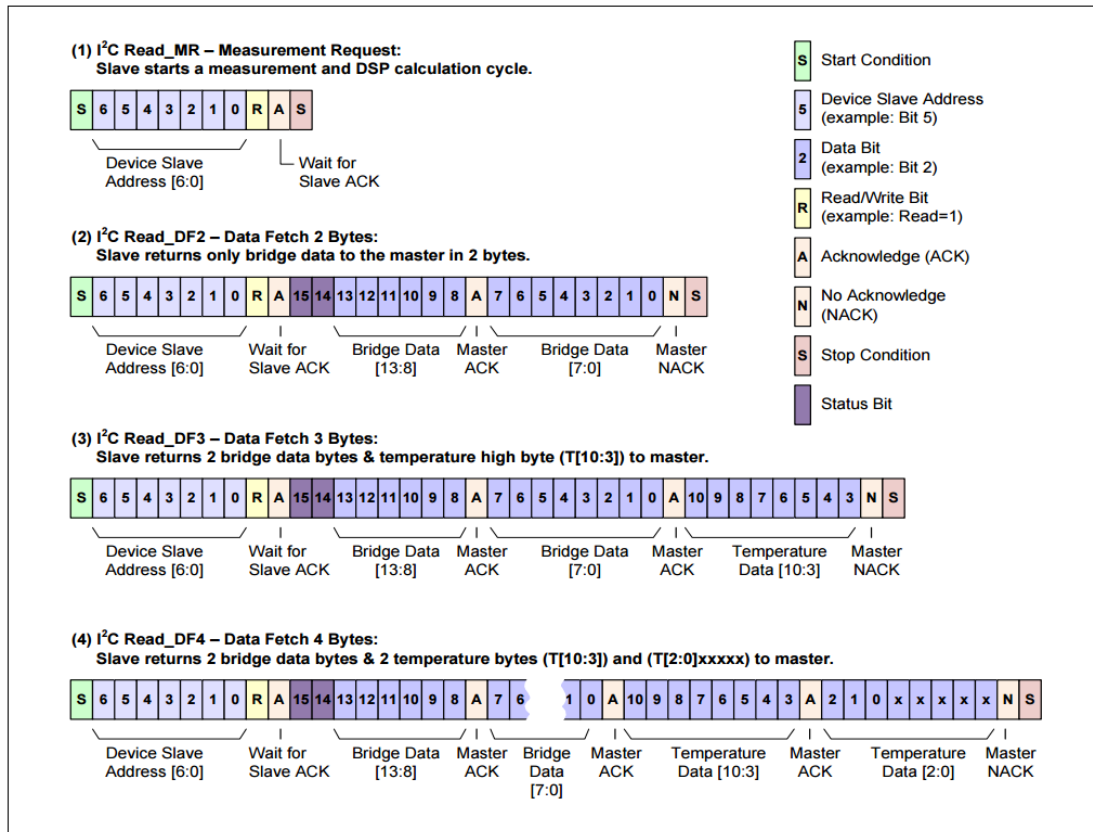 (1) I²C Read_MR – Measurement Request:
Slave starts a measurement and DSP calculation cycle.
S 6 5 4 3 2 1 0 R A S
Device Slave Address [6:0]
Wait for Slave ACK
(2) I²C Read_DF2 – Data Fetch 2 Bytes:
Slave returns only bridge data to the master in 2 bytes.
S 6 5 4 3 2 1 0 R A 15 14 13 12 11 10 9 8 A 7 6 5 4 3 2 1 0 N S
Device Slave Wait for Bridge Data Master Bridge Data Master
Address [6:0] Slave ACK [13:8] ACK [7:0] NACK
(3) I²C Read_DF3 – Data Fetch 3 Bytes:
Slave returns 2 bridge data bytes & temperature high byte (T[10:3]) to master.
S 6 5 4 3 2 1 0 R A 15 14 13 12 11 10 9 8 A 7 6 5 4 3 2 1 0 A 10 9 8 7 6 5 4 3 N S
Device Slave Wait for Bridge Data Master Bridge Data Master Temperature Master
Address [6:0] Slave ACK [13:8] ACK [7:0] ACK Data [10:3] NACK
(4) I²C Read_DF4 – Data Fetch 4 Bytes:
Slave returns 2 bridge data bytes & 2 temperature bytes (T[10:3]) and (T[2:0]xxxxx) to master.
S 6 5 4 3 2 1 0 R A 15 14 13 12 11 10 9 8 A 7 6 1 0 A 10 9 8 7 6 5 4 3 A 2 1 0 x x x x x N S
Device Slave Wait for Bridge Data Master Bridge Master Temperature Master Temperature Master
Address [6:0] Slave ACK [13:8] ACK Data ACK Data [10:3] ACK Data [2:0] NACK
[7:0]
S Start Condition
5 Device Slave Address
(example: Bit 5)
2 Data Bit
(example: Bit 2)
R Read/Write Bit
(example: Read=1)
A Acknowledge (ACK)
N No Acknowledge
(NACK)
S Stop Condition
Status Bit